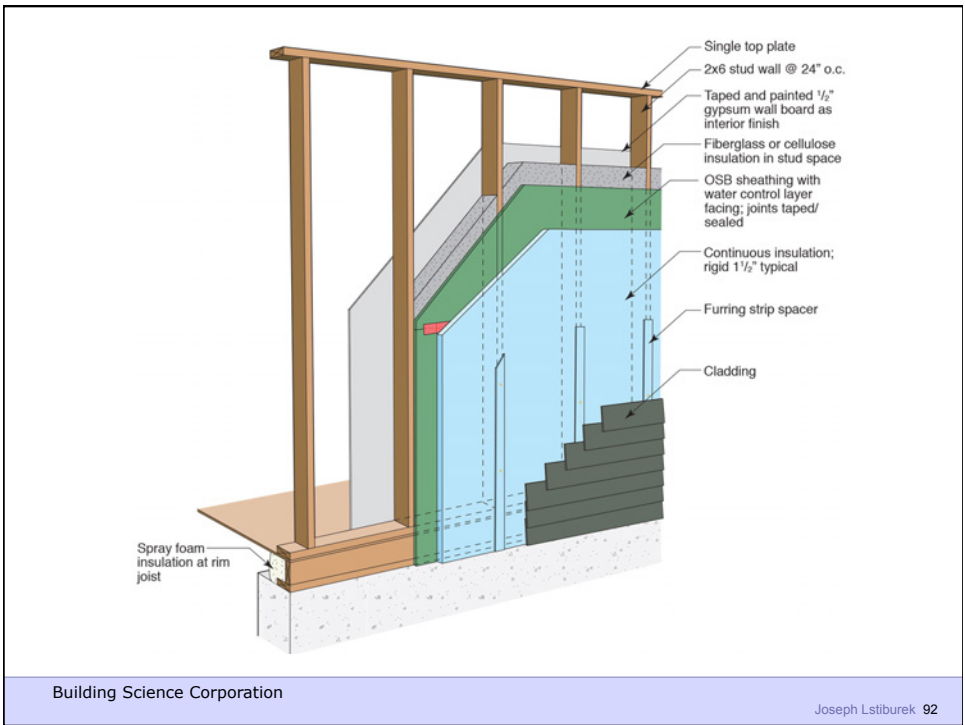 Single top plate
2x6 stud wall @ 24" o.c.
Taped and painted 1/2"
gypsum wall board as
interior finish
Fiberglass or cellulose
insulation in stud space
OSB sheathing with
water control layer
facing; joints taped/
sealed
Continuous insulation;
rigid 1 1/2" typical
Furring strip spacer
Cladding
Spray foam
insulation at rim
joist
Building Science Corporation
Joseph Lstiburek 92